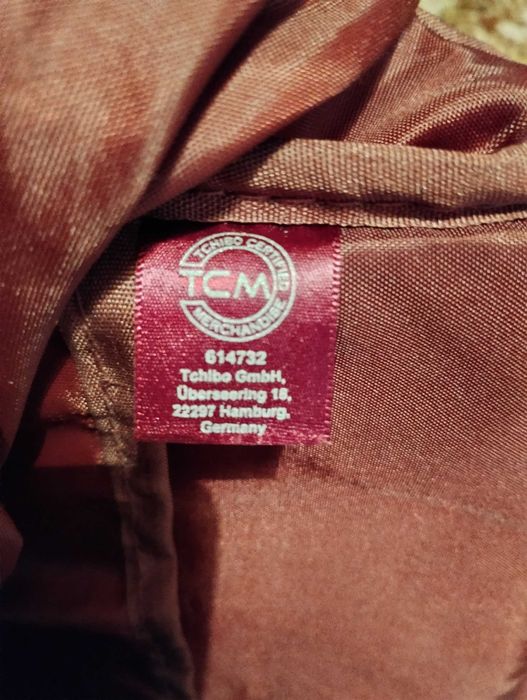 TCHIBO CERTIFIED
TCM
MERCHANDISE
614732
Tchibo GmbH,
Überseering 18,
22297 Hamburg,
Germany